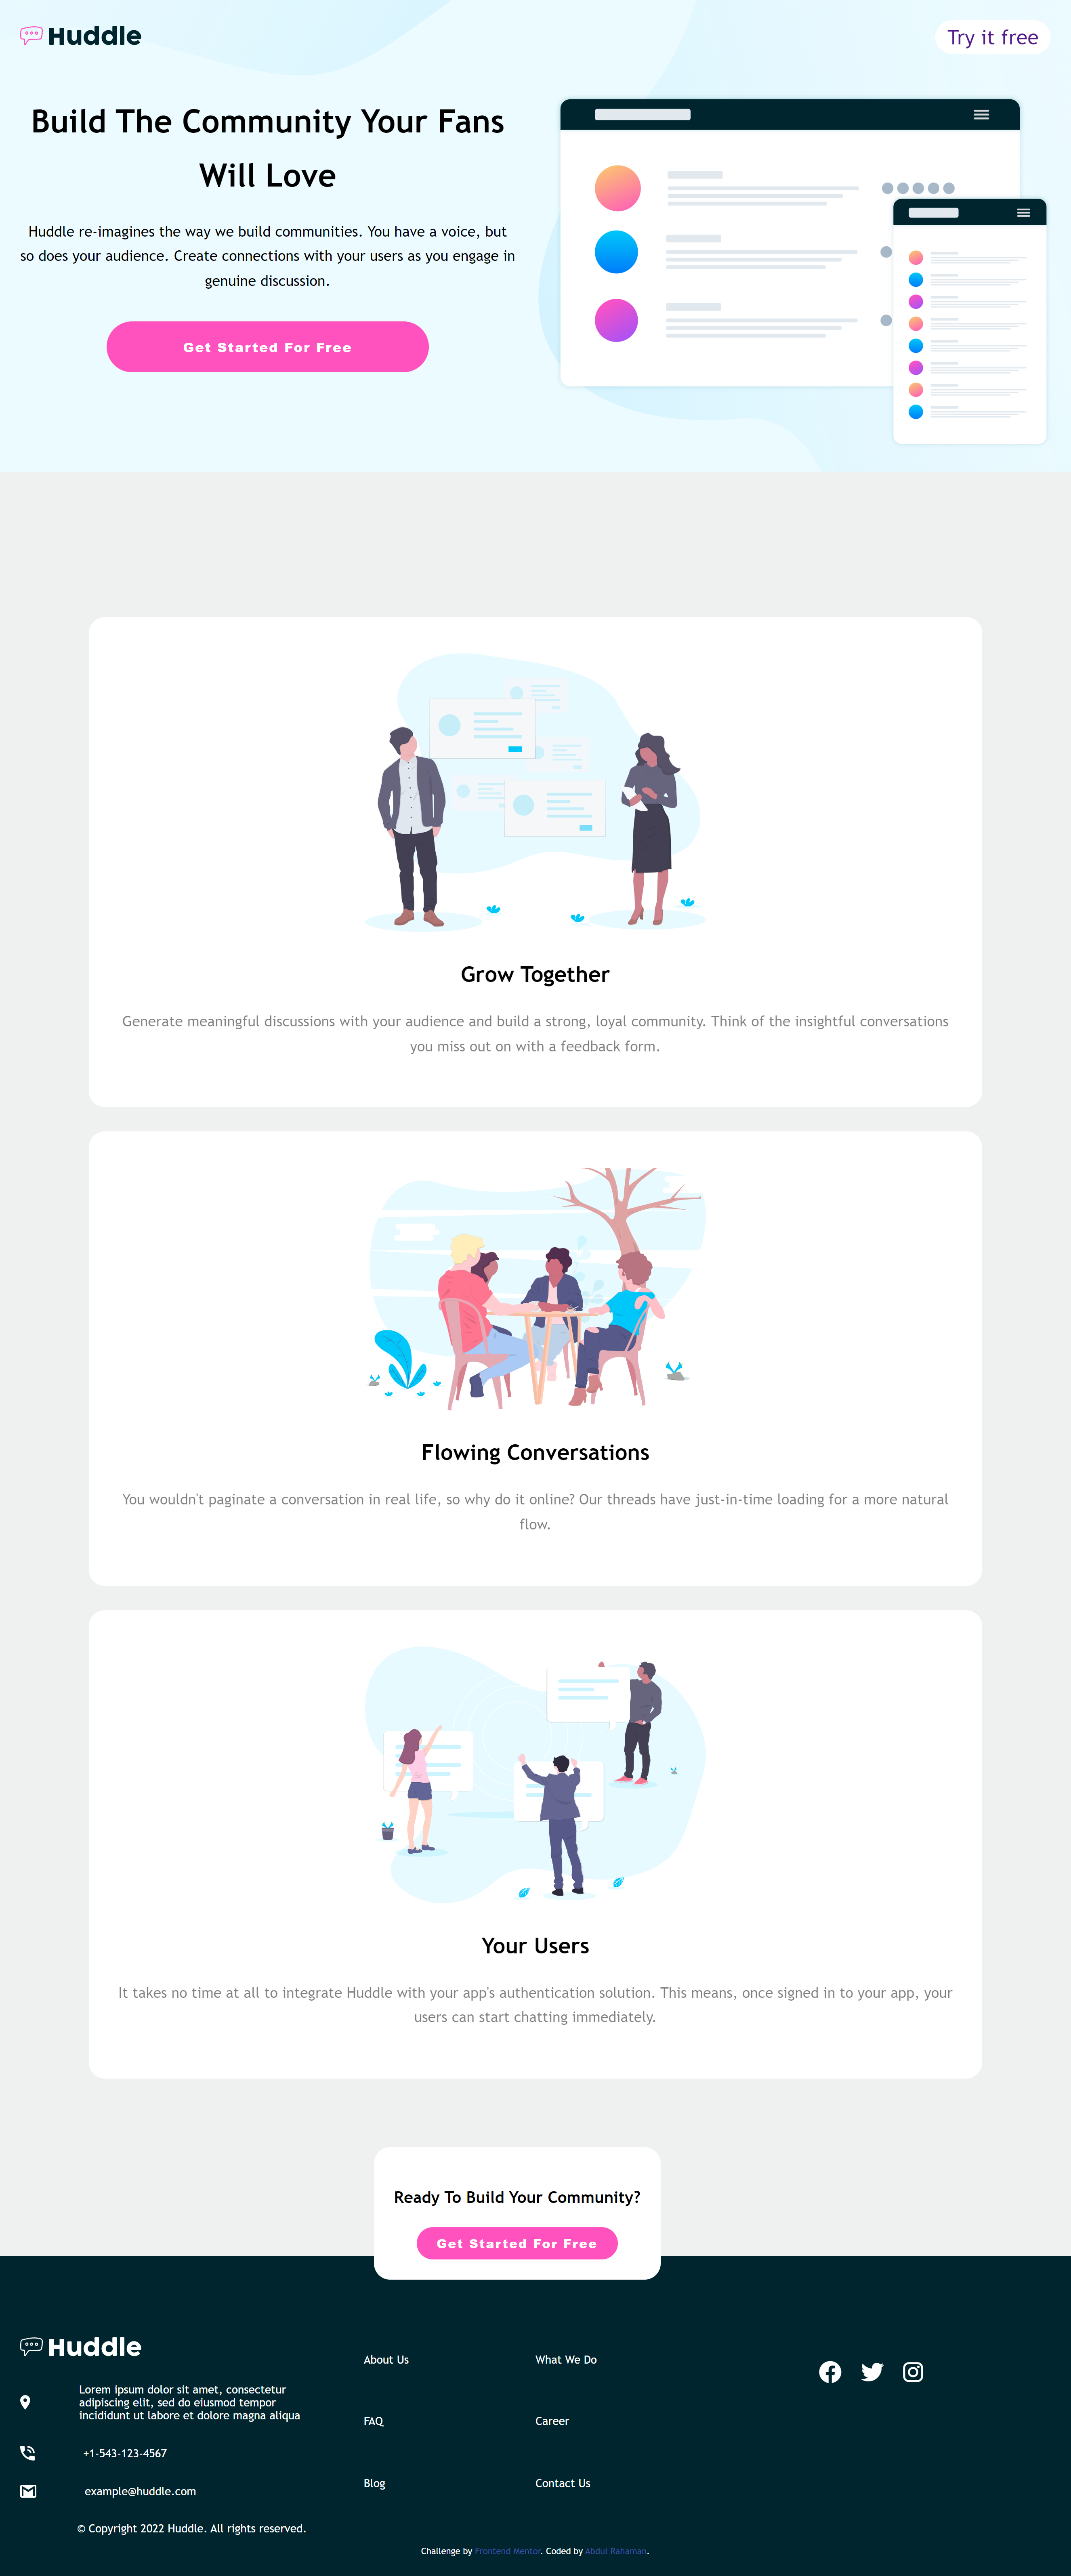 Huddle
Try it free
Build The Community Your Fans
Will Love
Huddle re-imagines the way we build communities. You have a voice, but
so does your audience. Create connections with your users as you engage in
genuine discussion.
Get Started For Free
Grow Together
Generate meaningful discussions with your audience and build a strong, loyal community. Think of the insightful conversations
you miss out on with a feedback form.
Flowing Conversations
You wouldn't paginate a conversation in real life, so why do it online? Our threads have just-in-time loading for a more natural
flow.
Your Users
It takes no time at all to integrate Huddle with your app's authentication solution. This means, once signed in to your app, your
users can start chatting immediately.
Ready To Build Your Community?
Get Started For Free
Huddle
Lorem ipsum dolor sit amet, consectetur
adipiscing elit, sed do eiusmod tempor
incididunt ut labore et dolore magna aliqua
+1-543-123-4567
example@huddle.com
© Copyright 2022 Huddle. All rights reserved.
About Us
FAQ
Blog
What We Do
Career
Contact Us
Challenge by Frontend Mentor. Coded by Abdul Rahaman.